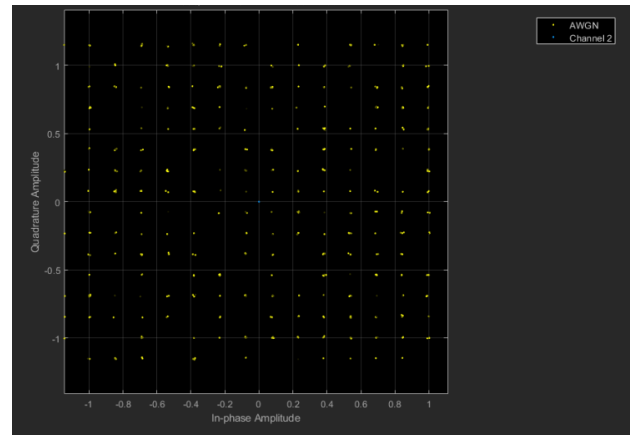 AWGN
Channel 2
1
0.5
0
-0.5
-1
Quadrature Amplitude
-1 -0.8 -0.6 -0.4 -0.2 0 0.2 0.4 0.6 0.8 1
In-phase Amplitude